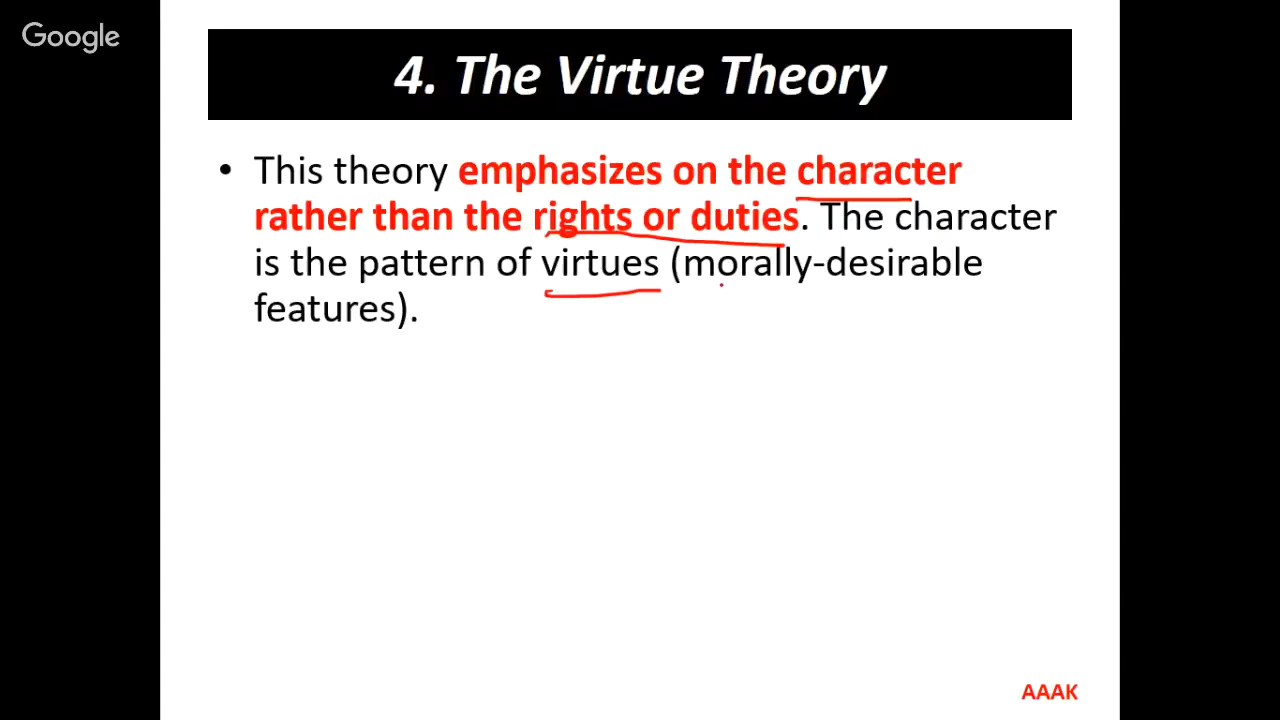 Google
4. The Virtue Theory
• This theory emphasizes on the character
rather than the rights or duties. The character
is the pattern of virtues (morally-desirable
features).
AAAK